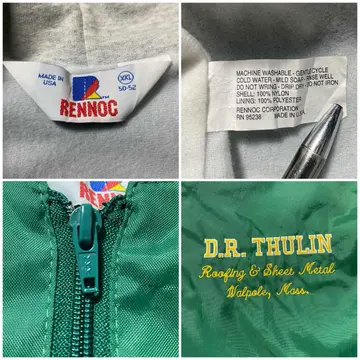 MADE IN
USA
XXL
50-52
RENNOC
MACHINE WASHABLE - GENTLE CYCLE
COLD WATER - MILD SOAP - RINSE WELL
DO NOT WRING - DRIP DRY - DO NOT IRON
SHELL: 100% NYLON
LINING: 100% POLYESTER
RENNOC CORPORATION
RN 95236 MADE IN U.S.A.
RENNOC
D.R. THULIN
Roofing & Sheet Metal
Walpole, Mass.